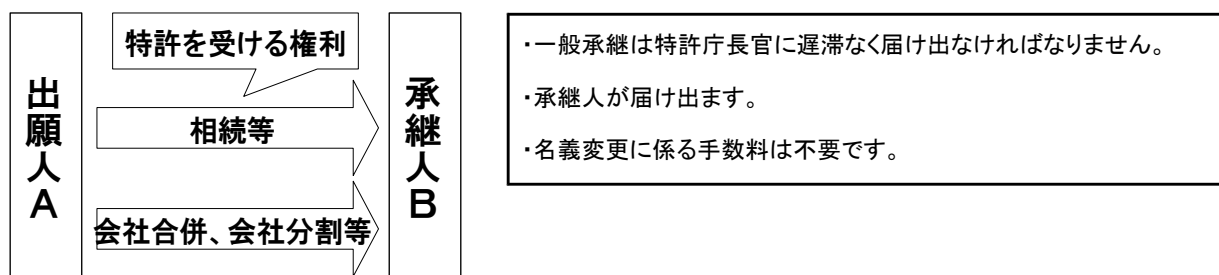 特許を受ける権利
出願人A
相続等
会社合併、会社分割等
承継人B
・一般承継は特許庁長官に遅滞なく届け出なければなりません。
・承継人が届け出ます。
・名義変更に係る手数料は不要です。